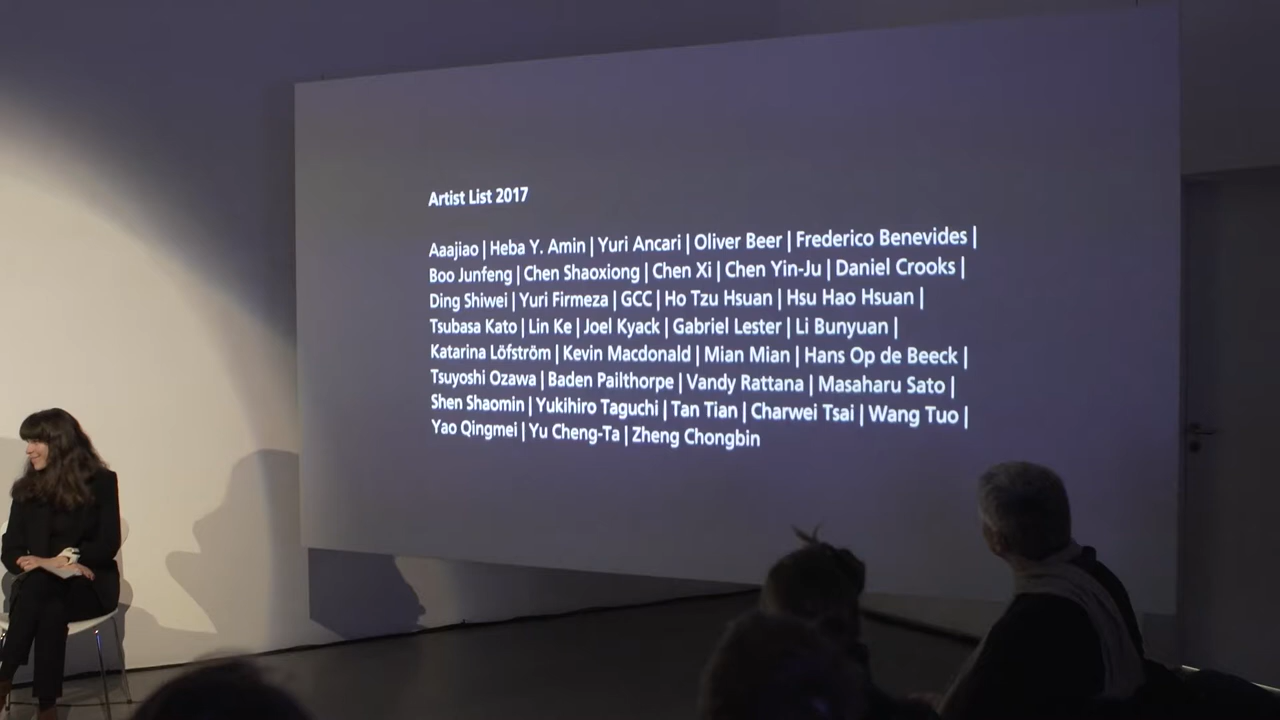 Artist List 2017
Aaajiao | Heba Y. Amin | Yuri Ancari | Oliver Beer | Frederico Benevides |
Boo Junfeng | Chen Shaoxiong | Chen Xi | Chen Yin-Ju | Daniel Crooks |
Ding Shiwei | Yuri Firmeza | GCC | Ho Tzu Hsuan | Hsu Hao Hsuan |
Tsubasa Kato | Lin Ke | Joel Kyack | Gabriel Lester | Li Bunyuan |
Katarina Löfström | Kevin Macdonald | Mian Mian | Hans Op de Beeck |
Tsuyoshi Ozawa | Baden Pailthorpe | Vandy Rattana | Masaharu Sato |
Shen Shaomin | Yukihiro Taguchi | Tan Tian | Charwei Tsai | Wang Tuo |
Yao Qingmei | Yu Cheng-Ta | Zheng Chongbin